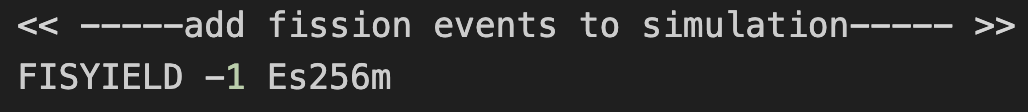 << -----add fission events to simulation----- >>
FISYIELD -1 Es256m